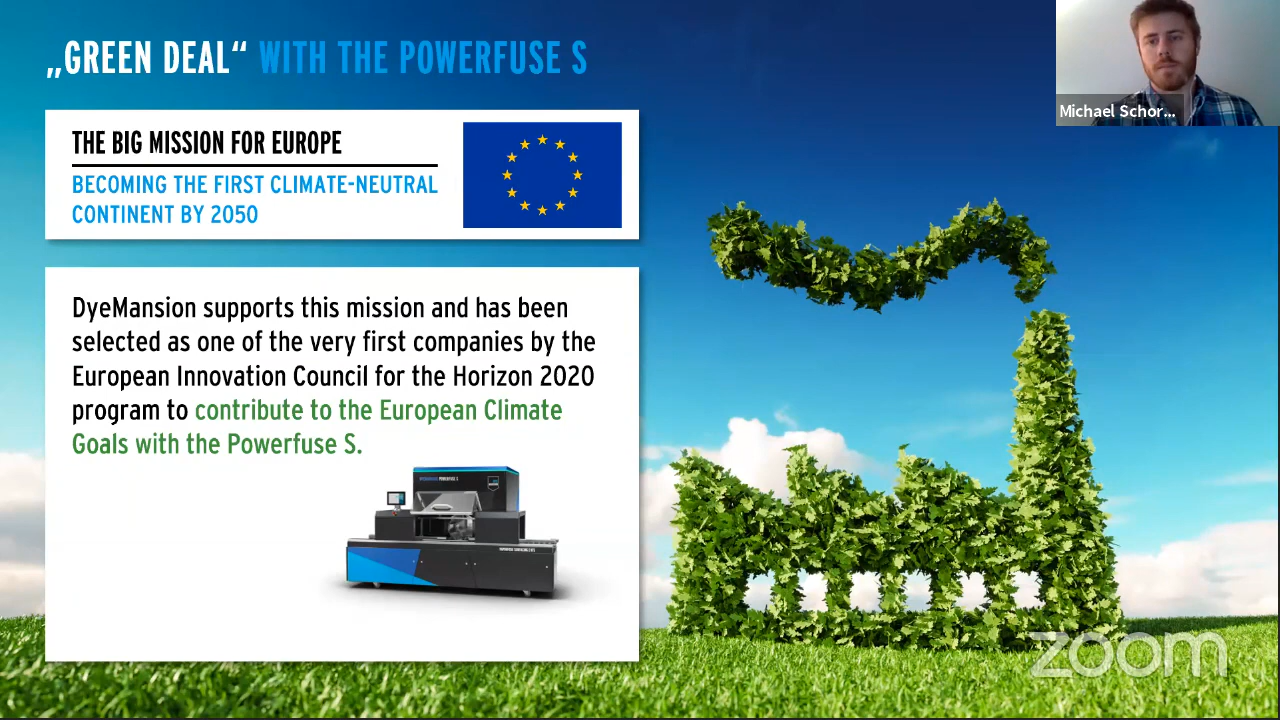 „GREEN DEAL“ WITH THE POWERFUSE S
Michael Schor...
THE BIG MISSION FOR EUROPE
BECOMING THE FIRST CLIMATE-NEUTRAL
CONTINENT BY 2050
DyeMansion supports this mission and has been
selected as one of the very first companies by the
European Innovation Council for the Horizon 2020
program to contribute to the European Climate
Goals with the Powerfuse S.
zoom